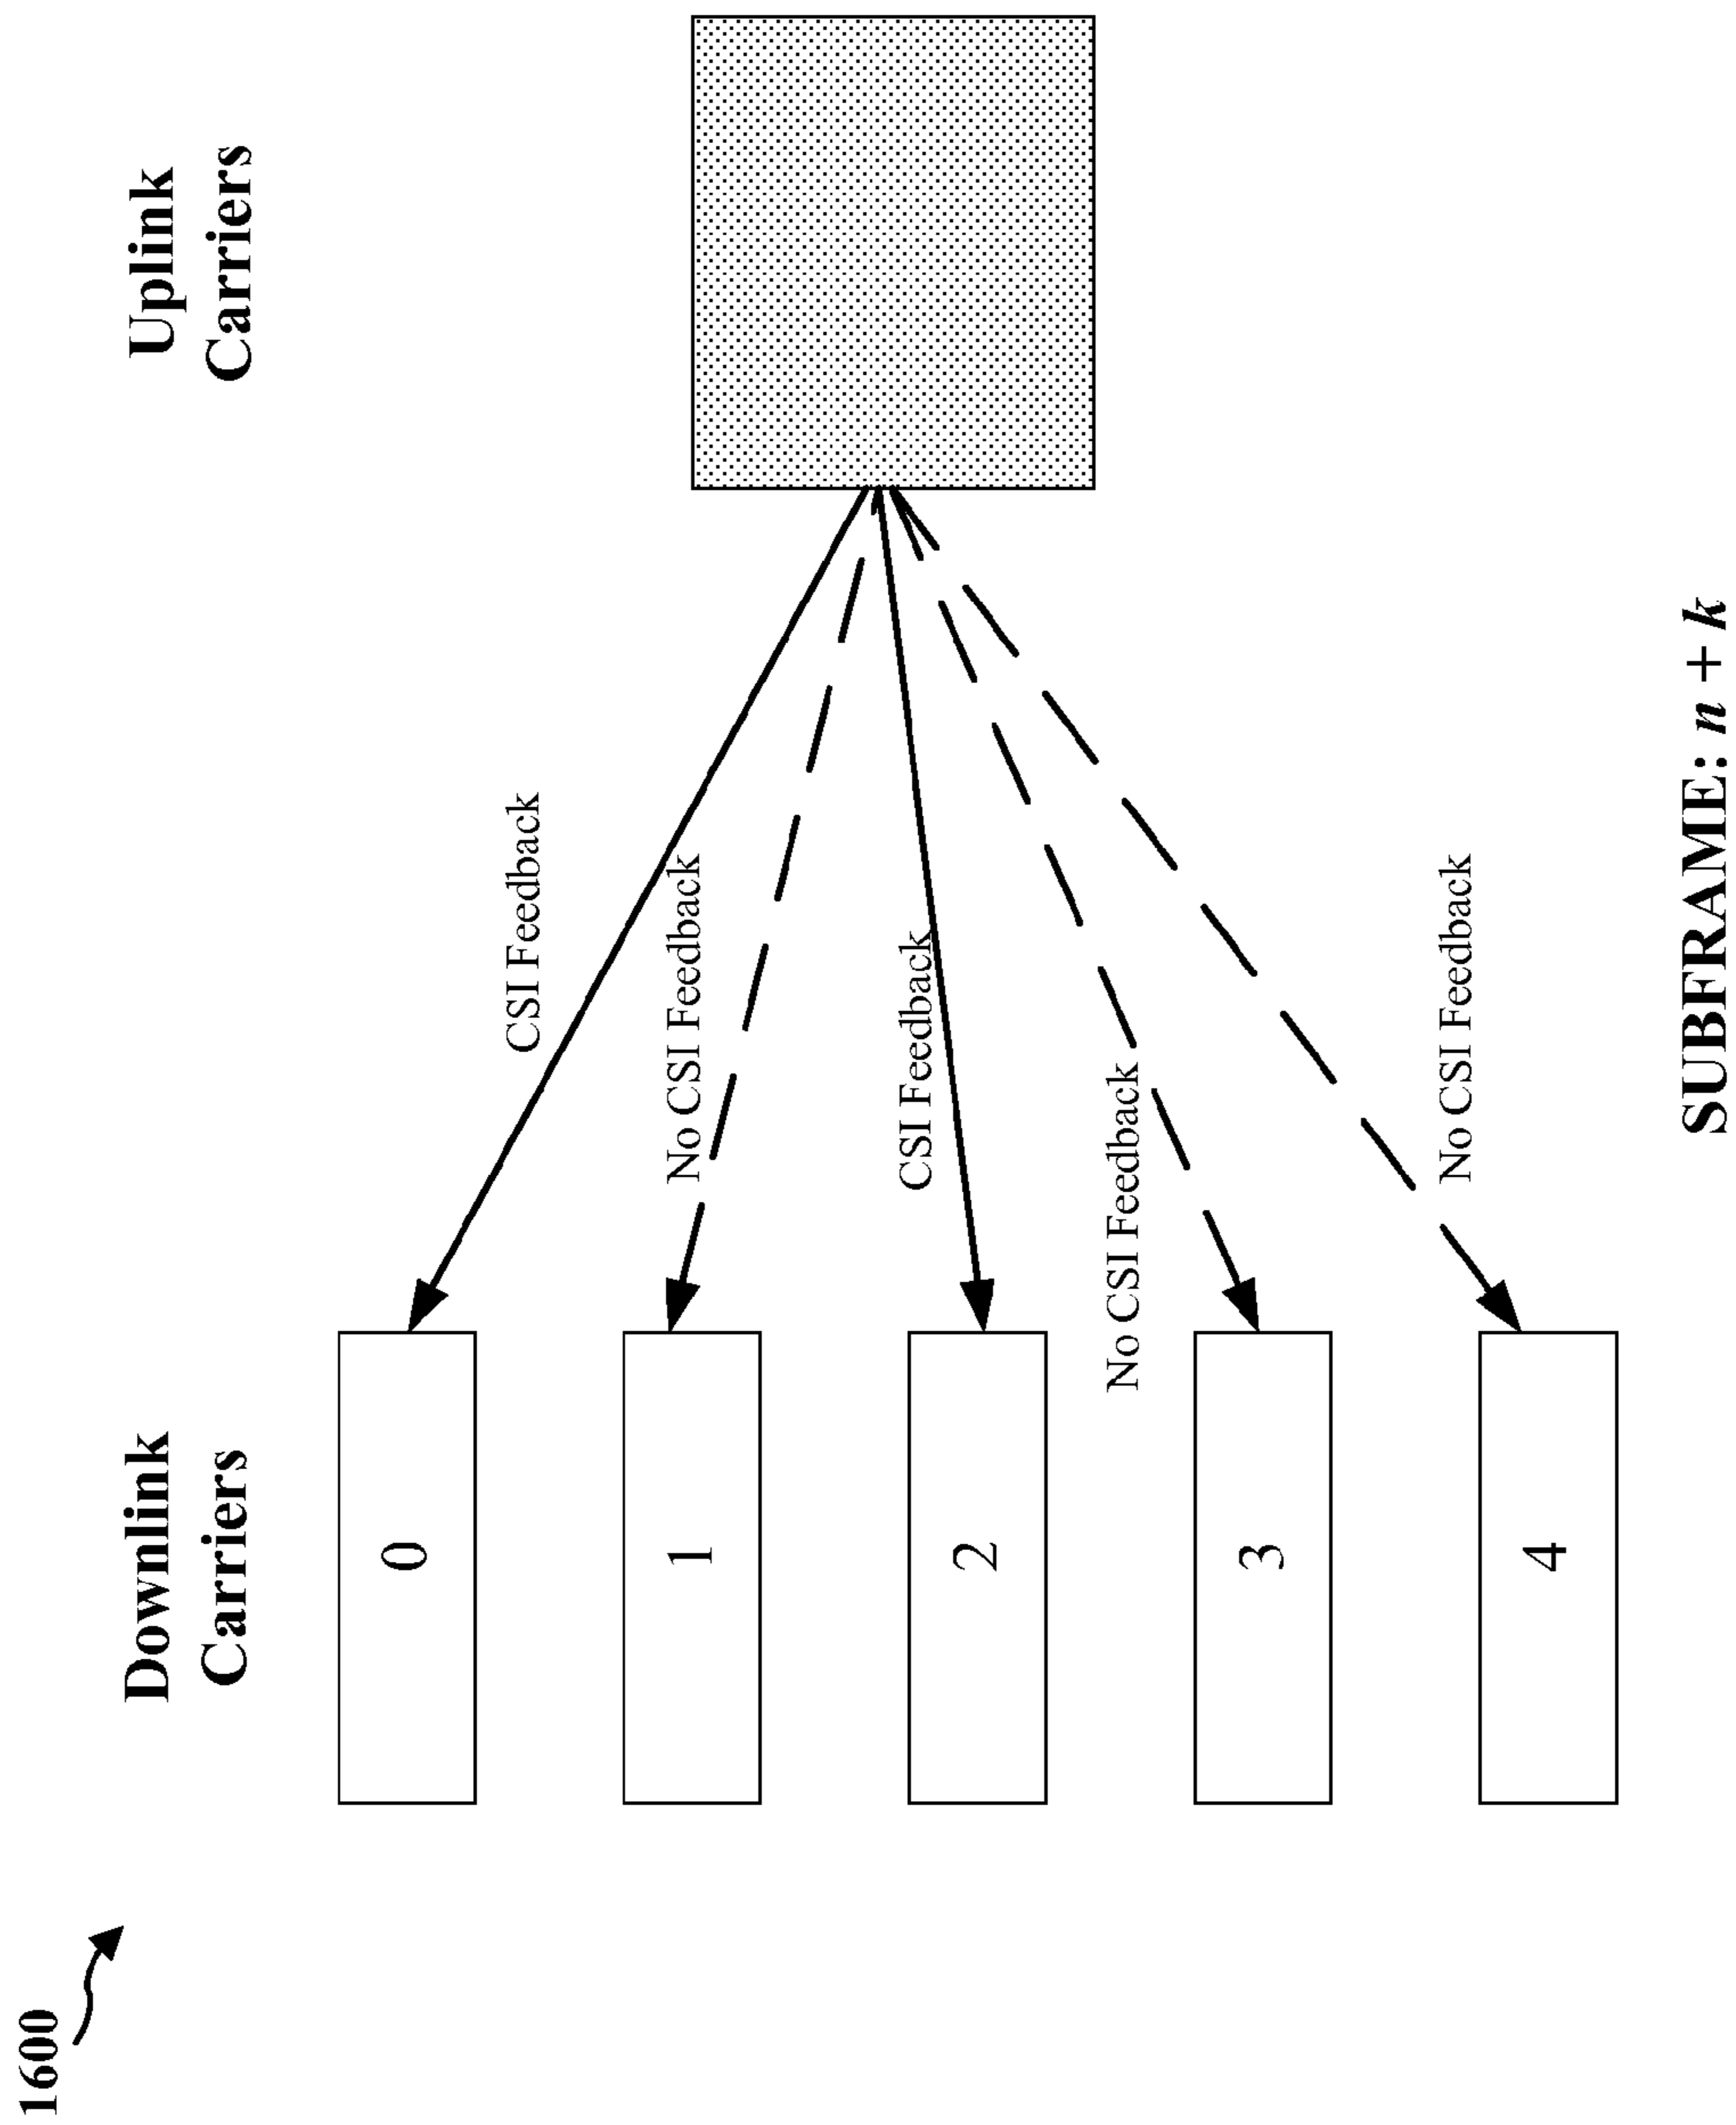 1600
Downlink
Carriers
Uplink
Carriers
0
CSI Feedback
1
No CSI Feedback
2
CSI Feedback
3
No CSI Feedback
4
No CSI Feedback
SUBFRAME: n + k